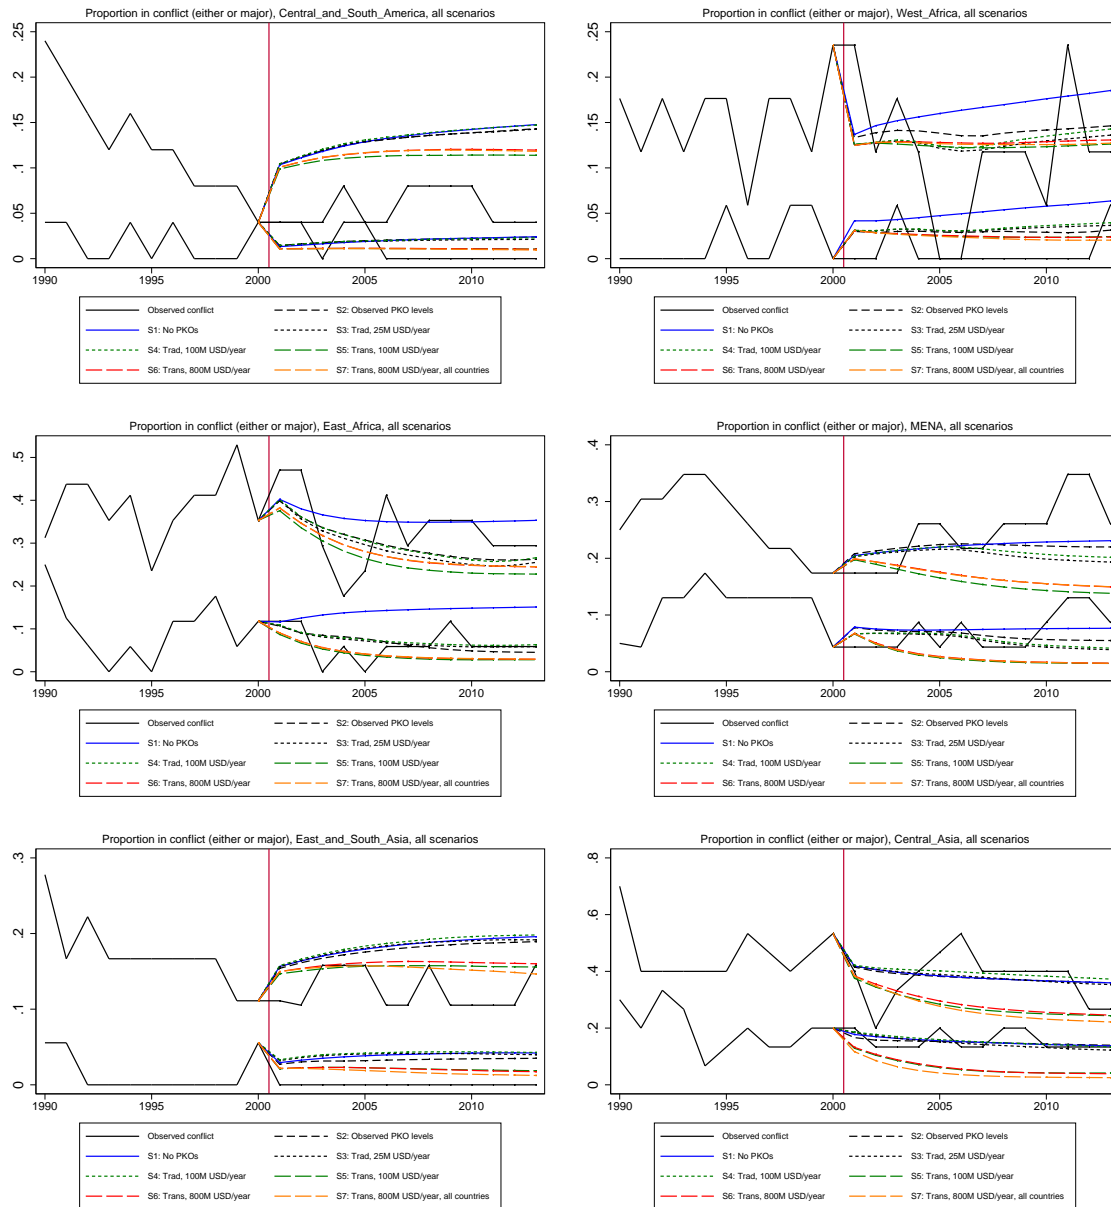 Proportion in conflict (either or major), Central_and_South_America, all scenarios
0 .05 .1 .15 .2 .25
1990 1995 2000 2005 2010
Observed conflict S2: Observed PKO levels
S1: No PKOs S3: Trad, 25M USD/year
S4: Trad, 100M USD/year S5: Trans, 100M USD/year
S6: Trans, 800M USD/year S7: Trans, 800M USD/year, all countries
Proportion in conflict (either or major), West_Africa, all scenarios
0 .05 .1 .15 .2 .25
1990 1995 2000 2005 2010
Observed conflict S2: Observed PKO levels
S1: No PKOs S3: Trad, 25M USD/year
S4: Trad, 100M USD/year S5: Trans, 100M USD/year
S6: Trans, 800M USD/year S7: Trans, 800M USD/year, all countries
Proportion in conflict (either or major), East_Africa, all scenarios
0 .1 .2 .3 .4 .5
1990 1995 2000 2005 2010
Observed conflict S2: Observed PKO levels
S1: No PKOs S3: Trad, 25M USD/year
S4: Trad, 100M USD/year S5: Trans, 100M USD/year
S6: Trans, 800M USD/year S7: Trans, 800M USD/year, all countries
Proportion in conflict (either or major), MENA, all scenarios
0 .1 .2 .3 .4
1990 1995 2000 2005 2010
Observed conflict S2: Observed PKO levels
S1: No PKOs S3: Trad, 25M USD/year
S4: Trad, 100M USD/year S5: Trans, 100M USD/year
S6: Trans, 800M USD/year S7: Trans, 800M USD/year, all countries
Proportion in conflict (either or major), East_and_South_Asia, all scenarios
0 .1 .2 .3
1990 1995 2000 2005 2010
Observed conflict S2: Observed PKO levels
S1: No PKOs S3: Trad, 25M USD/year
S4: Trad, 100M USD/year S5: Trans, 100M USD/year
S6: Trans, 800M USD/year S7: Trans, 800M USD/year, all countries
Proportion in conflict (either or major), Central_Asia, all scenarios
0 .2 .4 .6 .8
1990 1995 2000 2005 2010
Observed conflict S2: Observed PKO levels
S1: No PKOs S3: Trad, 25M USD/year
S4: Trad, 100M USD/year S5: Trans, 100M USD/year
S6: Trans, 800M USD/year S7: Trans, 800M USD/year, all countries